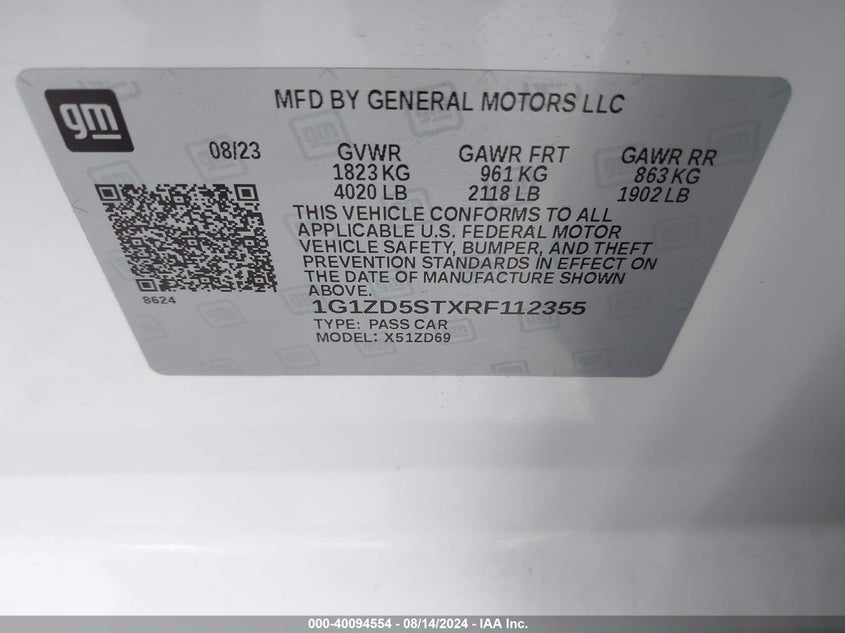 gm
MFD BY GENERAL MOTORS LLC
08/23 GVWR GAWR FRT GAWR RR
1823 KG 961 KG 863 KG
4020 LB 2118 LB 1902 LB
THIS VEHICLE CONFORMS TO ALL
APPLICABLE U.S. FEDERAL MOTOR
VEHICLE SAFETY, BUMPER, AND THEFT
PREVENTION STANDARDS IN EFFECT ON
THE DATE OF MANUFACTURE SHOWN
ABOVE.
8624
1G1ZD5STXRF112355
TYPE: PASS CAR
MODEL: X51ZD69
000-40094554 - 08/14/2024 - IAA Inc.